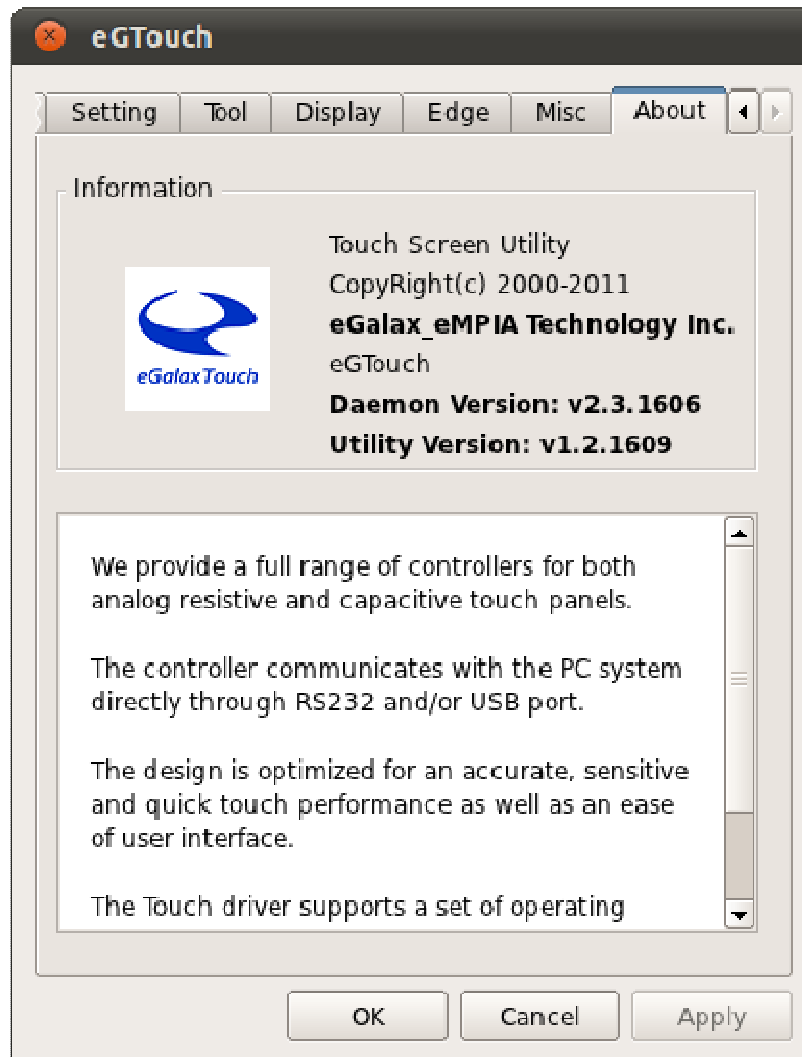 eGTouch
Setting Tool Display Edge Misc About
Information
Touch Screen Utility
CopyRight(c) 2000-2011
eGalax_eMPIA Technology Inc.
eGTouch
Daemon Version: v2.3.1606
Utility Version: v1.2.1609
eGalaxTouch
We provide a full range of controllers for both
analog resistive and capacitive touch panels.
The controller communicates with the PC system
directly through RS232 and/or USB port.
The design is optimized for an accurate, sensitive
and quick touch performance as well as an ease
of user interface.
The Touch driver supports a set of operating
OK Cancel Apply